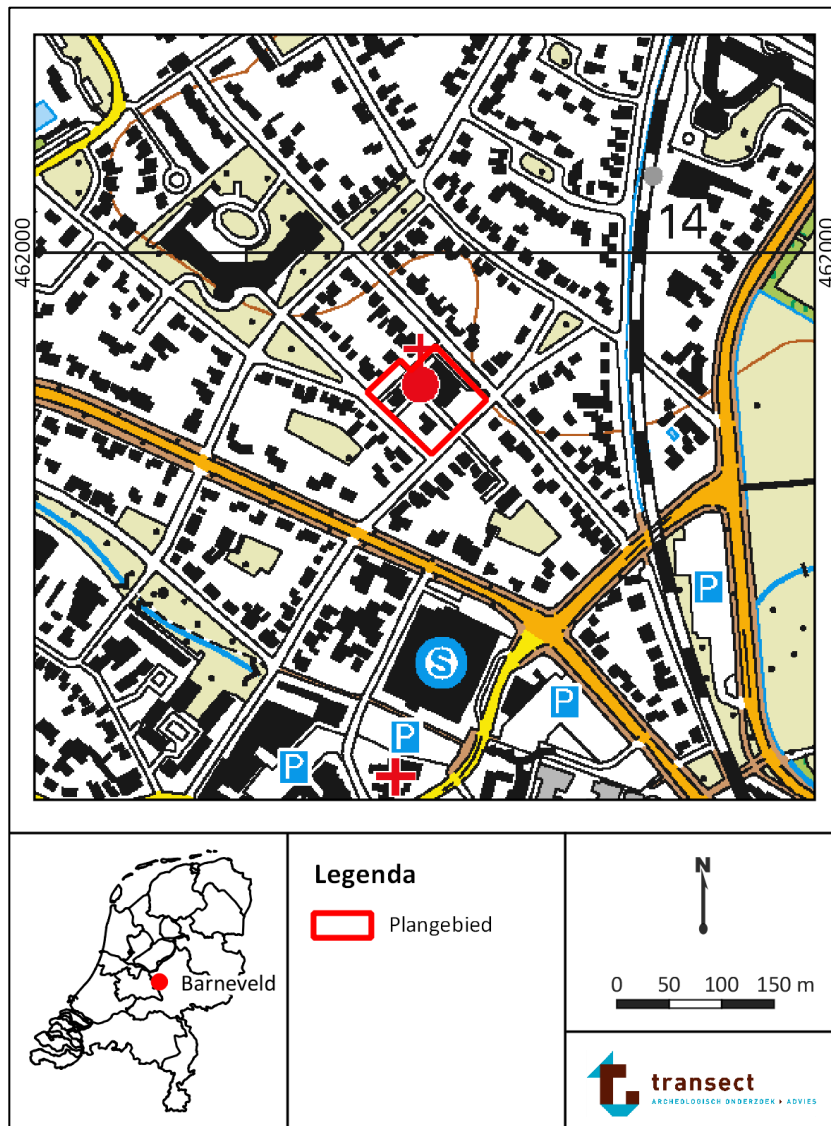 14
462000
462000
S
P
P
P
P
Barneveld
Legenda
Plangebied
N
0 50 100 150 m
transect
ARCHEOLOGISCH ONDERZOEK ▸ ADVIES